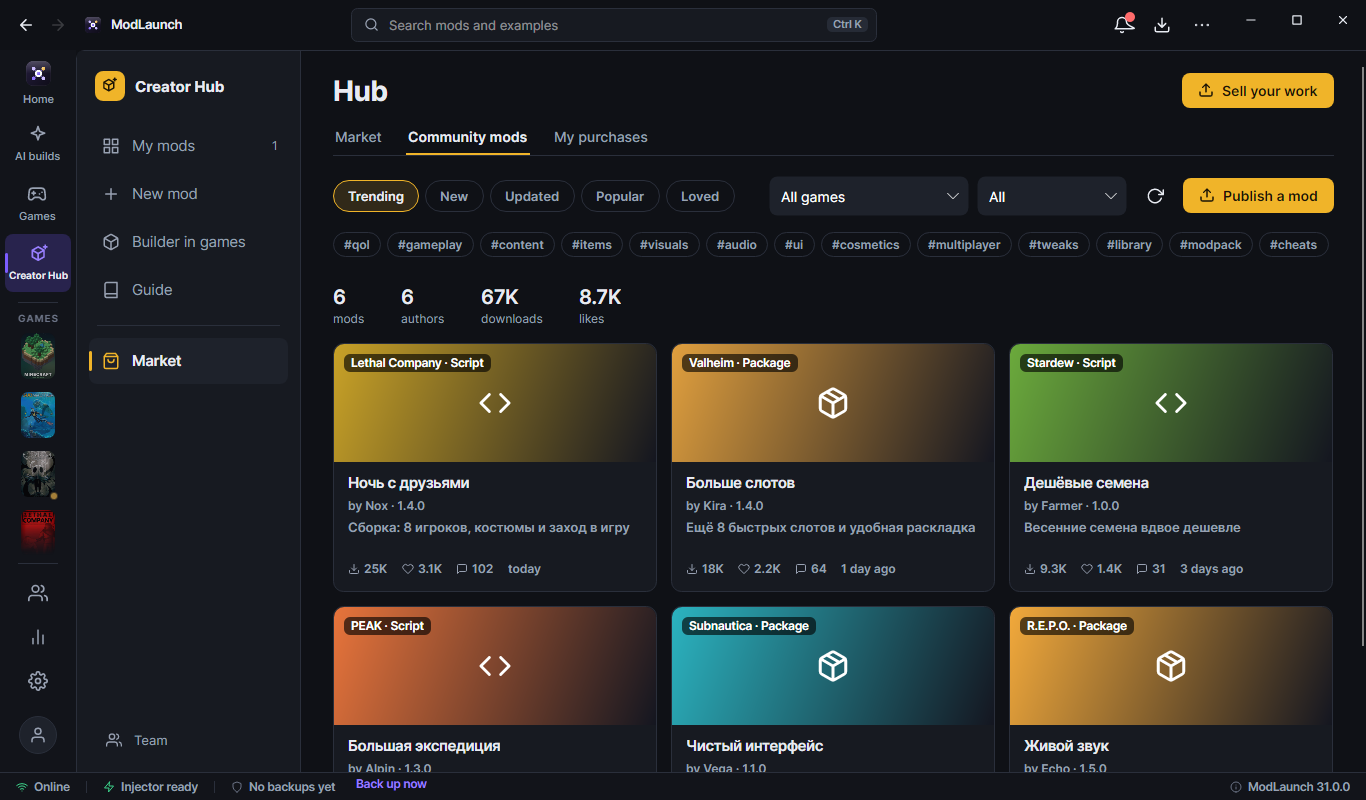 ModLaunch
Search mods and examples
Ctrl K
Home
AI builds
Games
Creator Hub
GAMES
MINECRAFT
LETHAL COMPANY
Creator Hub
My mods 1
New mod
Builder in games
Guide
Market
Team
Hub
Sell your work
Market Community mods My purchases
Trending New Updated Popular Loved All games All Publish a mod
#qol #gameplay #content #items #visuals #audio #ui #cosmetics #multiplayer #tweaks #library #modpack #cheats
6 6 67K 8.7K
mods authors downloads likes
Lethal Company · Script
Ночь с друзьями
by Nox · 1.4.0
Сборка: 8 игроков, костюмы и заход в игру
25K 3.1K 102 today
Valheim · Package
Больше слотов
by Kira · 1.4.0
Ещё 8 быстрых слотов и удобная раскладка
18K 2.2K 64 1 day ago
Stardew · Script
Дешёвые семена
by Farmer · 1.0.0
Весенние семена вдвое дешевле
9.3K 1.4K 31 3 days ago
PEAK · Script
Большая экспедиция
by Alpin · 1.3.0
Subnautica · Package
Чистый интерфейс
by Vega · 1.1.0
R.E.P.O. · Package
Живой звук
by Echo · 1.5.0
Online Injector ready No backups yet Back up now ModLaunch 31.0.0